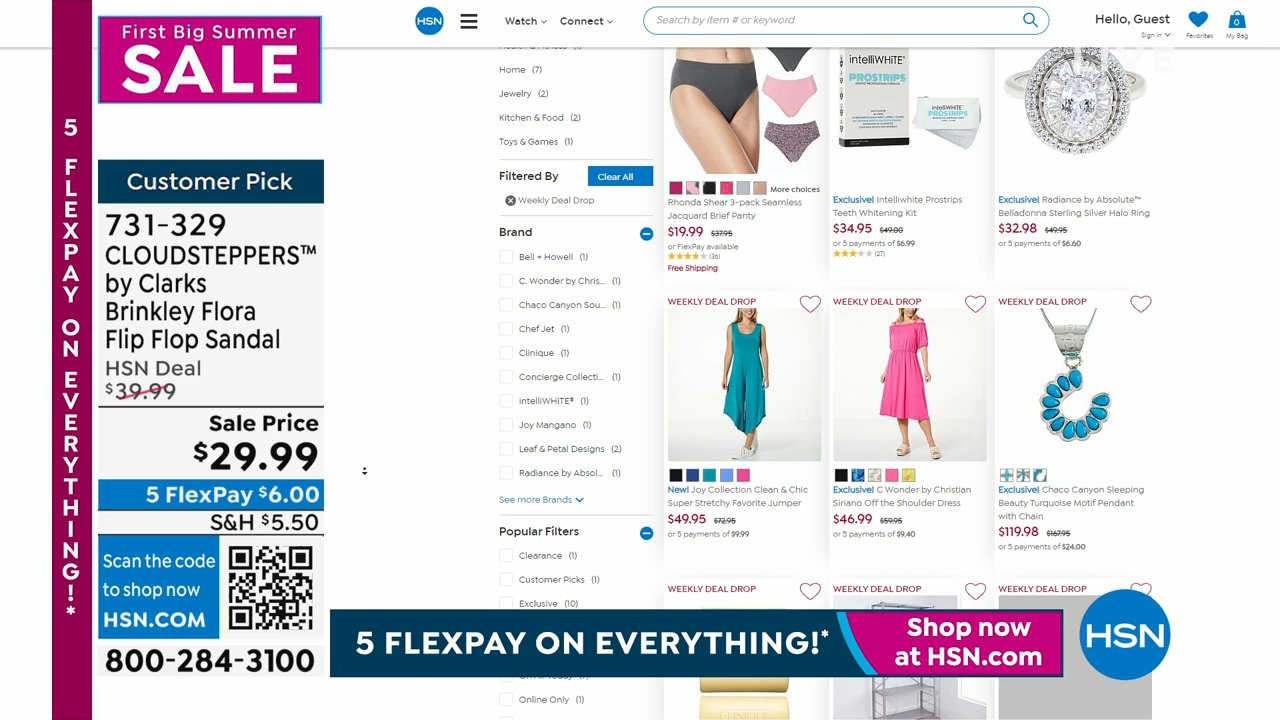 First Big Summer
SALE
5 FLEXPAY ON EVERYTHING!*
Customer Pick
731-329
CLOUDSTEPPERS™
by Clarks
Brinkley Flora
Flip Flop Sandal
HSN Deal
$39.99
Sale Price
$29.99
5 FlexPay $6.00
S&H $5.50
Scan the code
to shop now
HSN.COM
800-284-3100
HSN
Watch
Connect
Search by item # or keyword
Hello, Guest
Sign in
Favorites
0
My Bag
LIVE
Health & Fitness (1)
Home (7)
Jewelry (2)
Kitchen & Food (2)
Toys & Games (1)
Filtered By
Clear All
Weekly Deal Drop
Brand
Bell + Howell (1)
C. Wonder by Chris... (1)
Chaco Canyon Sou... (1)
Chef Jet (1)
Clinique (1)
Concierge Collecti... (1)
intelliWHiTE® (1)
Joy Mangano (1)
Leaf & Petal Designs (2)
Radiance by Absol... (1)
See more Brands
Popular Filters
Clearance (1)
Customer Picks (1)
Exclusive (10)
Online Only (1)
More choices
Rhonda Shear 3-pack Seamless
Jacquard Brief Panty
$19.99 $37.95
or FlexPay available
(36)
Free Shipping
intelliWHiTE®
PROSTRIPS
intelliWHiTE
PROSTRIPS
Exclusive! Intelliwhite Prostrips
Teeth Whitening Kit
$34.95 $49.00
or 5 payments of $6.99
(27)
Exclusive! Radiance by Absolute™
Belladonna Sterling Silver Halo Ring
$32.98 $49.95
or 5 payments of $6.60
WEEKLY DEAL DROP
New! Joy Collection Clean & Chic
Super Stretchy Favorite Jumper
$49.95 $72.95
or 5 payments of $9.99
WEEKLY DEAL DROP
Exclusive! C Wonder by Christian
Siriano Off the Shoulder Dress
$46.99 $59.95
or 5 payments of $9.40
WEEKLY DEAL DROP
Exclusive! Chaco Canyon Sleeping
Beauty Turquoise Motif Pendant
with Chain
$119.98 $167.95
or 5 payments of $24.00
WEEKLY DEAL DROP
WEEKLY DEAL DROP
WEEKLY DEAL DROP
CLINIQUE
5 FLEXPAY ON EVERYTHING!*
Shop now
at HSN.com
HSN